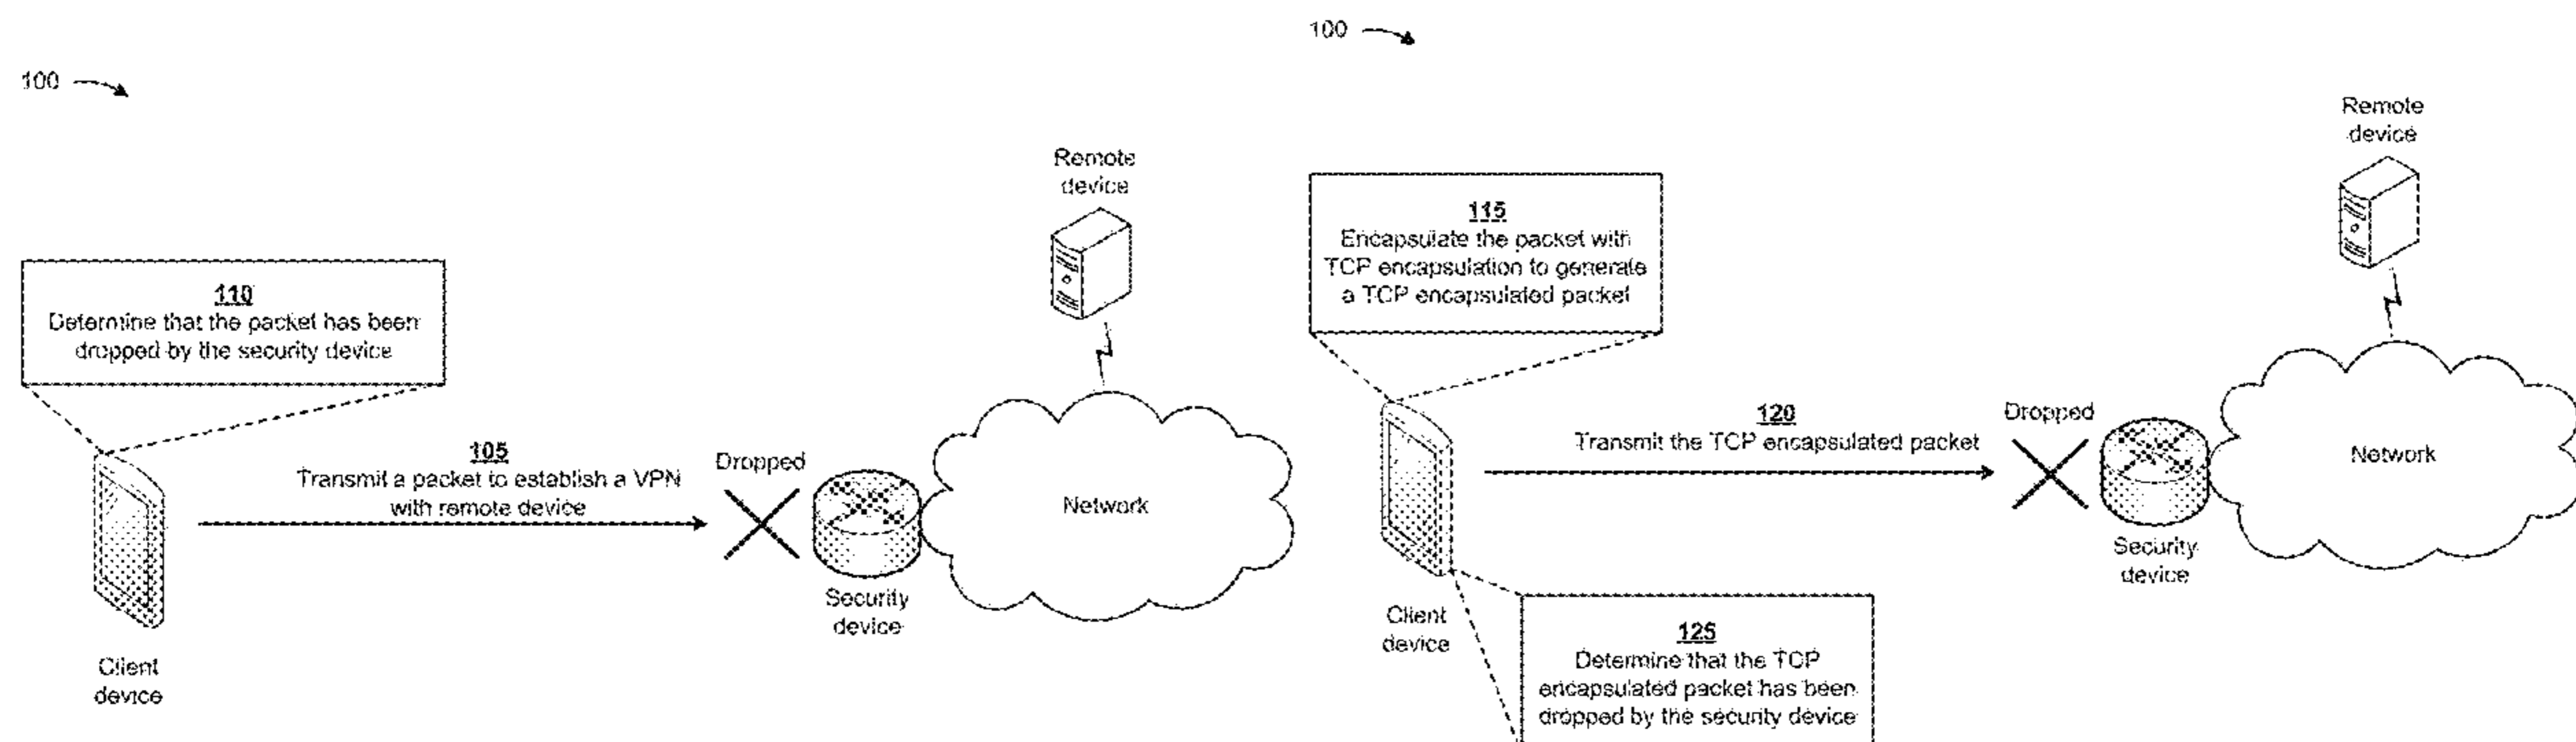 100
Remote
device
110
Determine that the packet has been
dropped by the security device
105
Transmit a packet to establish a VPN
with remote device
Dropped
Network
Security
device
Client
device
100
Remote
device
115
Encapsulate the packet with
TCP encapsulation to generate
a TCP encapsulated packet
120
Transmit the TCP encapsulated packet
Dropped
Network
Security
device
Client
device
125
Determine that the TCP
encapsulated packet has been
dropped by the security device